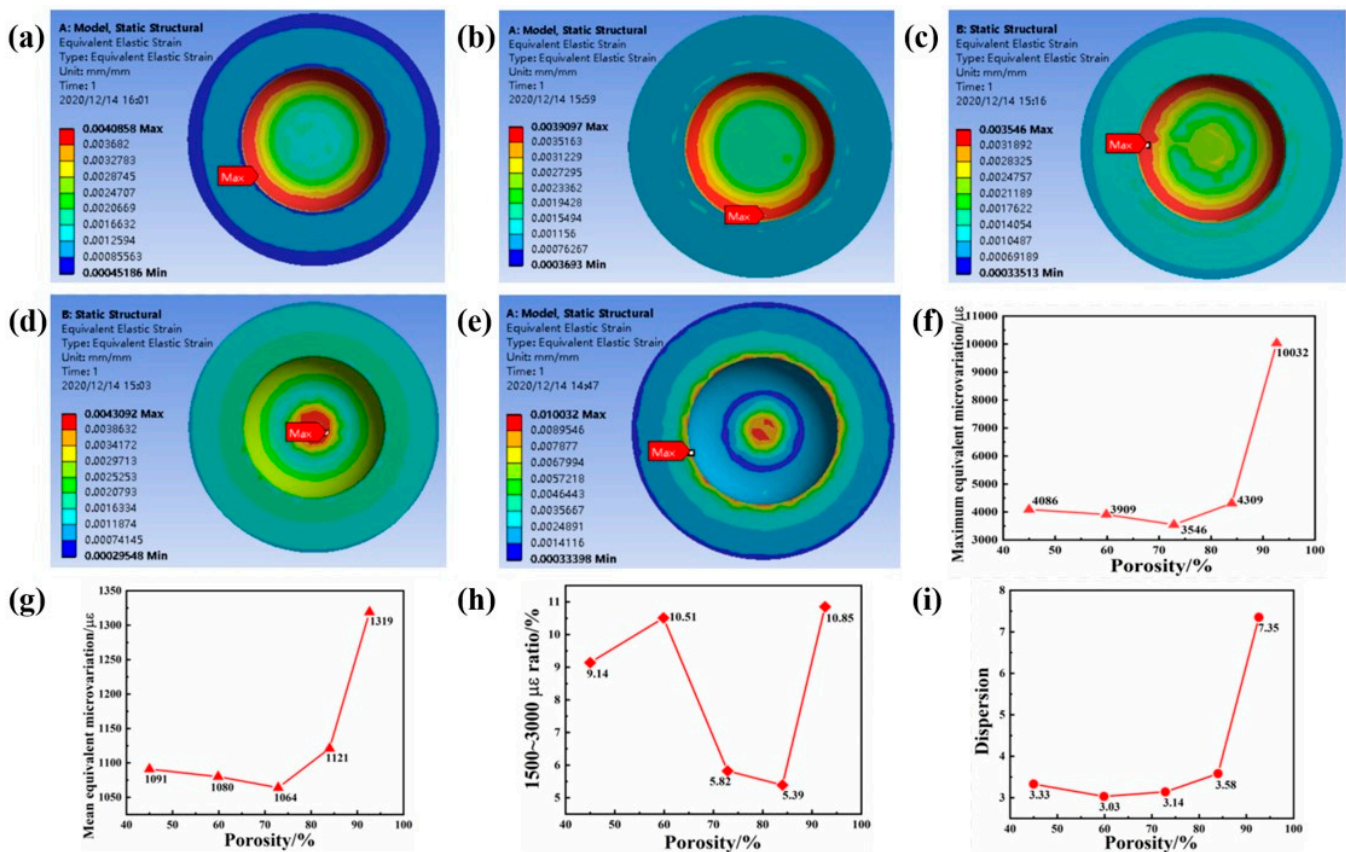 (a)
A: Model, Static Structural
Equivalent Elastic Strain
Type: Equivalent Elastic Strain
Unit: mm/mm
Time: 1
2020/12/14 16:01
0.0040858 Max
0.003682
0.0032783
0.0028745
0.0024707
0.0020669
0.0016632
0.0012594
0.00085563
0.00045186 Min
Max
(b)
A: Model, Static Structural
Equivalent Elastic Strain
Type: Equivalent Elastic Strain
Unit: mm/mm
Time: 1
2020/12/14 15:59
0.0039097 Max
0.0035163
0.0031229
0.0027295
0.0023362
0.0019428
0.0015494
0.001156
0.00076267
0.0003693 Min
Max
(c)
B: Static Structural
Equivalent Elastic Strain
Type: Equivalent Elastic Strain
Unit: mm/mm
Time: 1
2020/12/14 15:16
0.003546 Max
0.0031892
0.0028325
0.0024757
0.0021189
0.0017622
0.0014054
0.0010487
0.00069189
0.00033513 Min
Max
(d)
B: Static Structural
Equivalent Elastic Strain
Type: Equivalent Elastic Strain
Unit: mm/mm
Time: 1
2020/12/14 15:03
0.0043092 Max
0.0038632
0.0034172
0.0029713
0.0025253
0.0020793
0.0016334
0.0011874
0.00074145
0.00029548 Min
Max
(e)
A: Model, Static Structural
Equivalent Elastic Strain
Type: Equivalent Elastic Strain
Unit: mm/mm
Time: 1
2020/12/14 14:47
0.010032 Max
0.0089546
0.007877
0.0067994
0.0057218
0.0046443
0.0035667
0.0024891
0.0014116
0.00033398 Min
Max
(f)
Maximum equivalent microvariation/με
11000
10000
9000
8000
7000
6000
5000
4000
3000
4086
3909
3546
4309
10032
40 50 60 70 80 90 100
Porosity/%
(g)
Mean equivalent microvariation/με
1350
1300
1250
1200
1150
1100
1050
1091
1080
1064
1121
1319
40 50 60 70 80 90 100
Porosity/%
(h)
1500~3000 με ratio/%
11
10
9
8
7
6
5
9.14
10.51
5.82
5.39
10.85
40 50 60 70 80 90 100
Porosity/%
(i)
Dispersion
8
7
6
5
4
3
3.33
3.03
3.14
3.58
7.35
40 50 60 70 80 90 100
Porosity/%